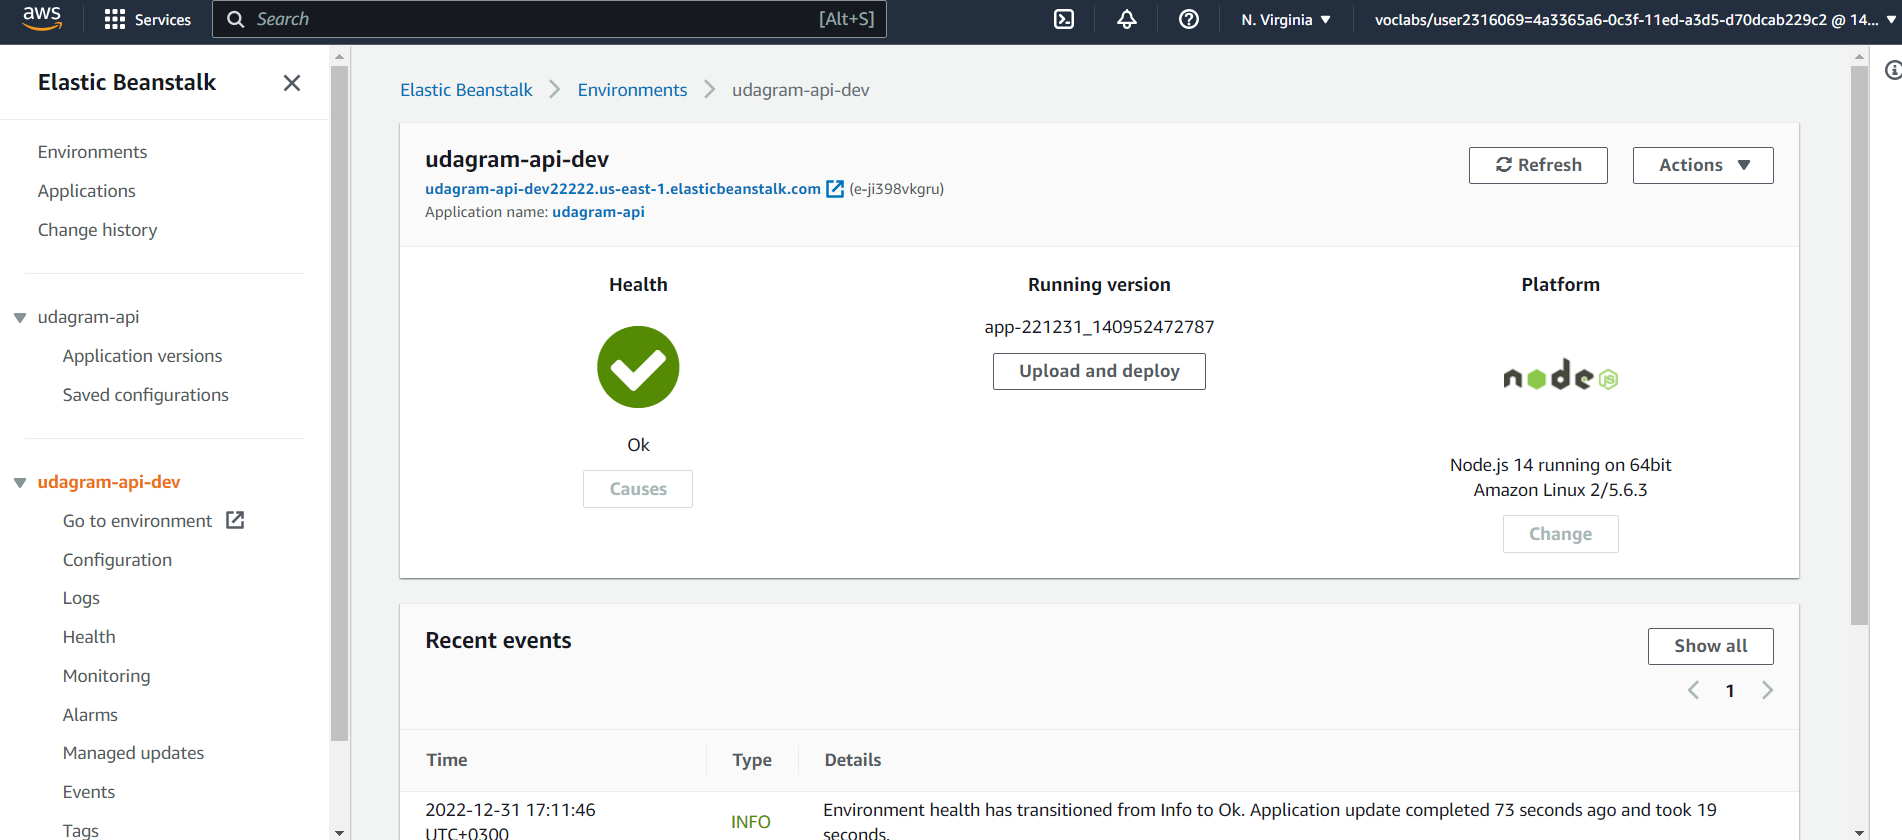 aws
Services
Search
[Alt+S]
N. Virginia
voclabs/user2316069=4a3365a6-0c3f-11ed-a3d5-d70dcab229c2 @ 14...
Elastic Beanstalk
Environments
Applications
Change history
udagram-api
Application versions
Saved configurations
udagram-api-dev
Go to environment
Configuration
Logs
Health
Monitoring
Alarms
Managed updates
Events
Tags
Elastic Beanstalk
Environments
udagram-api-dev
udagram-api-dev
udagram-api-dev22222.us-east-1.elasticbeanstalk.com (e-ji398vkgru)
Application name: udagram-api
Refresh
Actions
Health
Ok
Causes
Running version
app-221231_140952472787
Upload and deploy
Platform
node
JS
Node.js 14 running on 64bit
Amazon Linux 2/5.6.3
Change
Recent events
Show all
1
Time
Type
Details
2022-12-31 17:11:46
UTC+0300
INFO
Environment health has transitioned from Info to Ok. Application update completed 73 seconds ago and took 19
seconds.